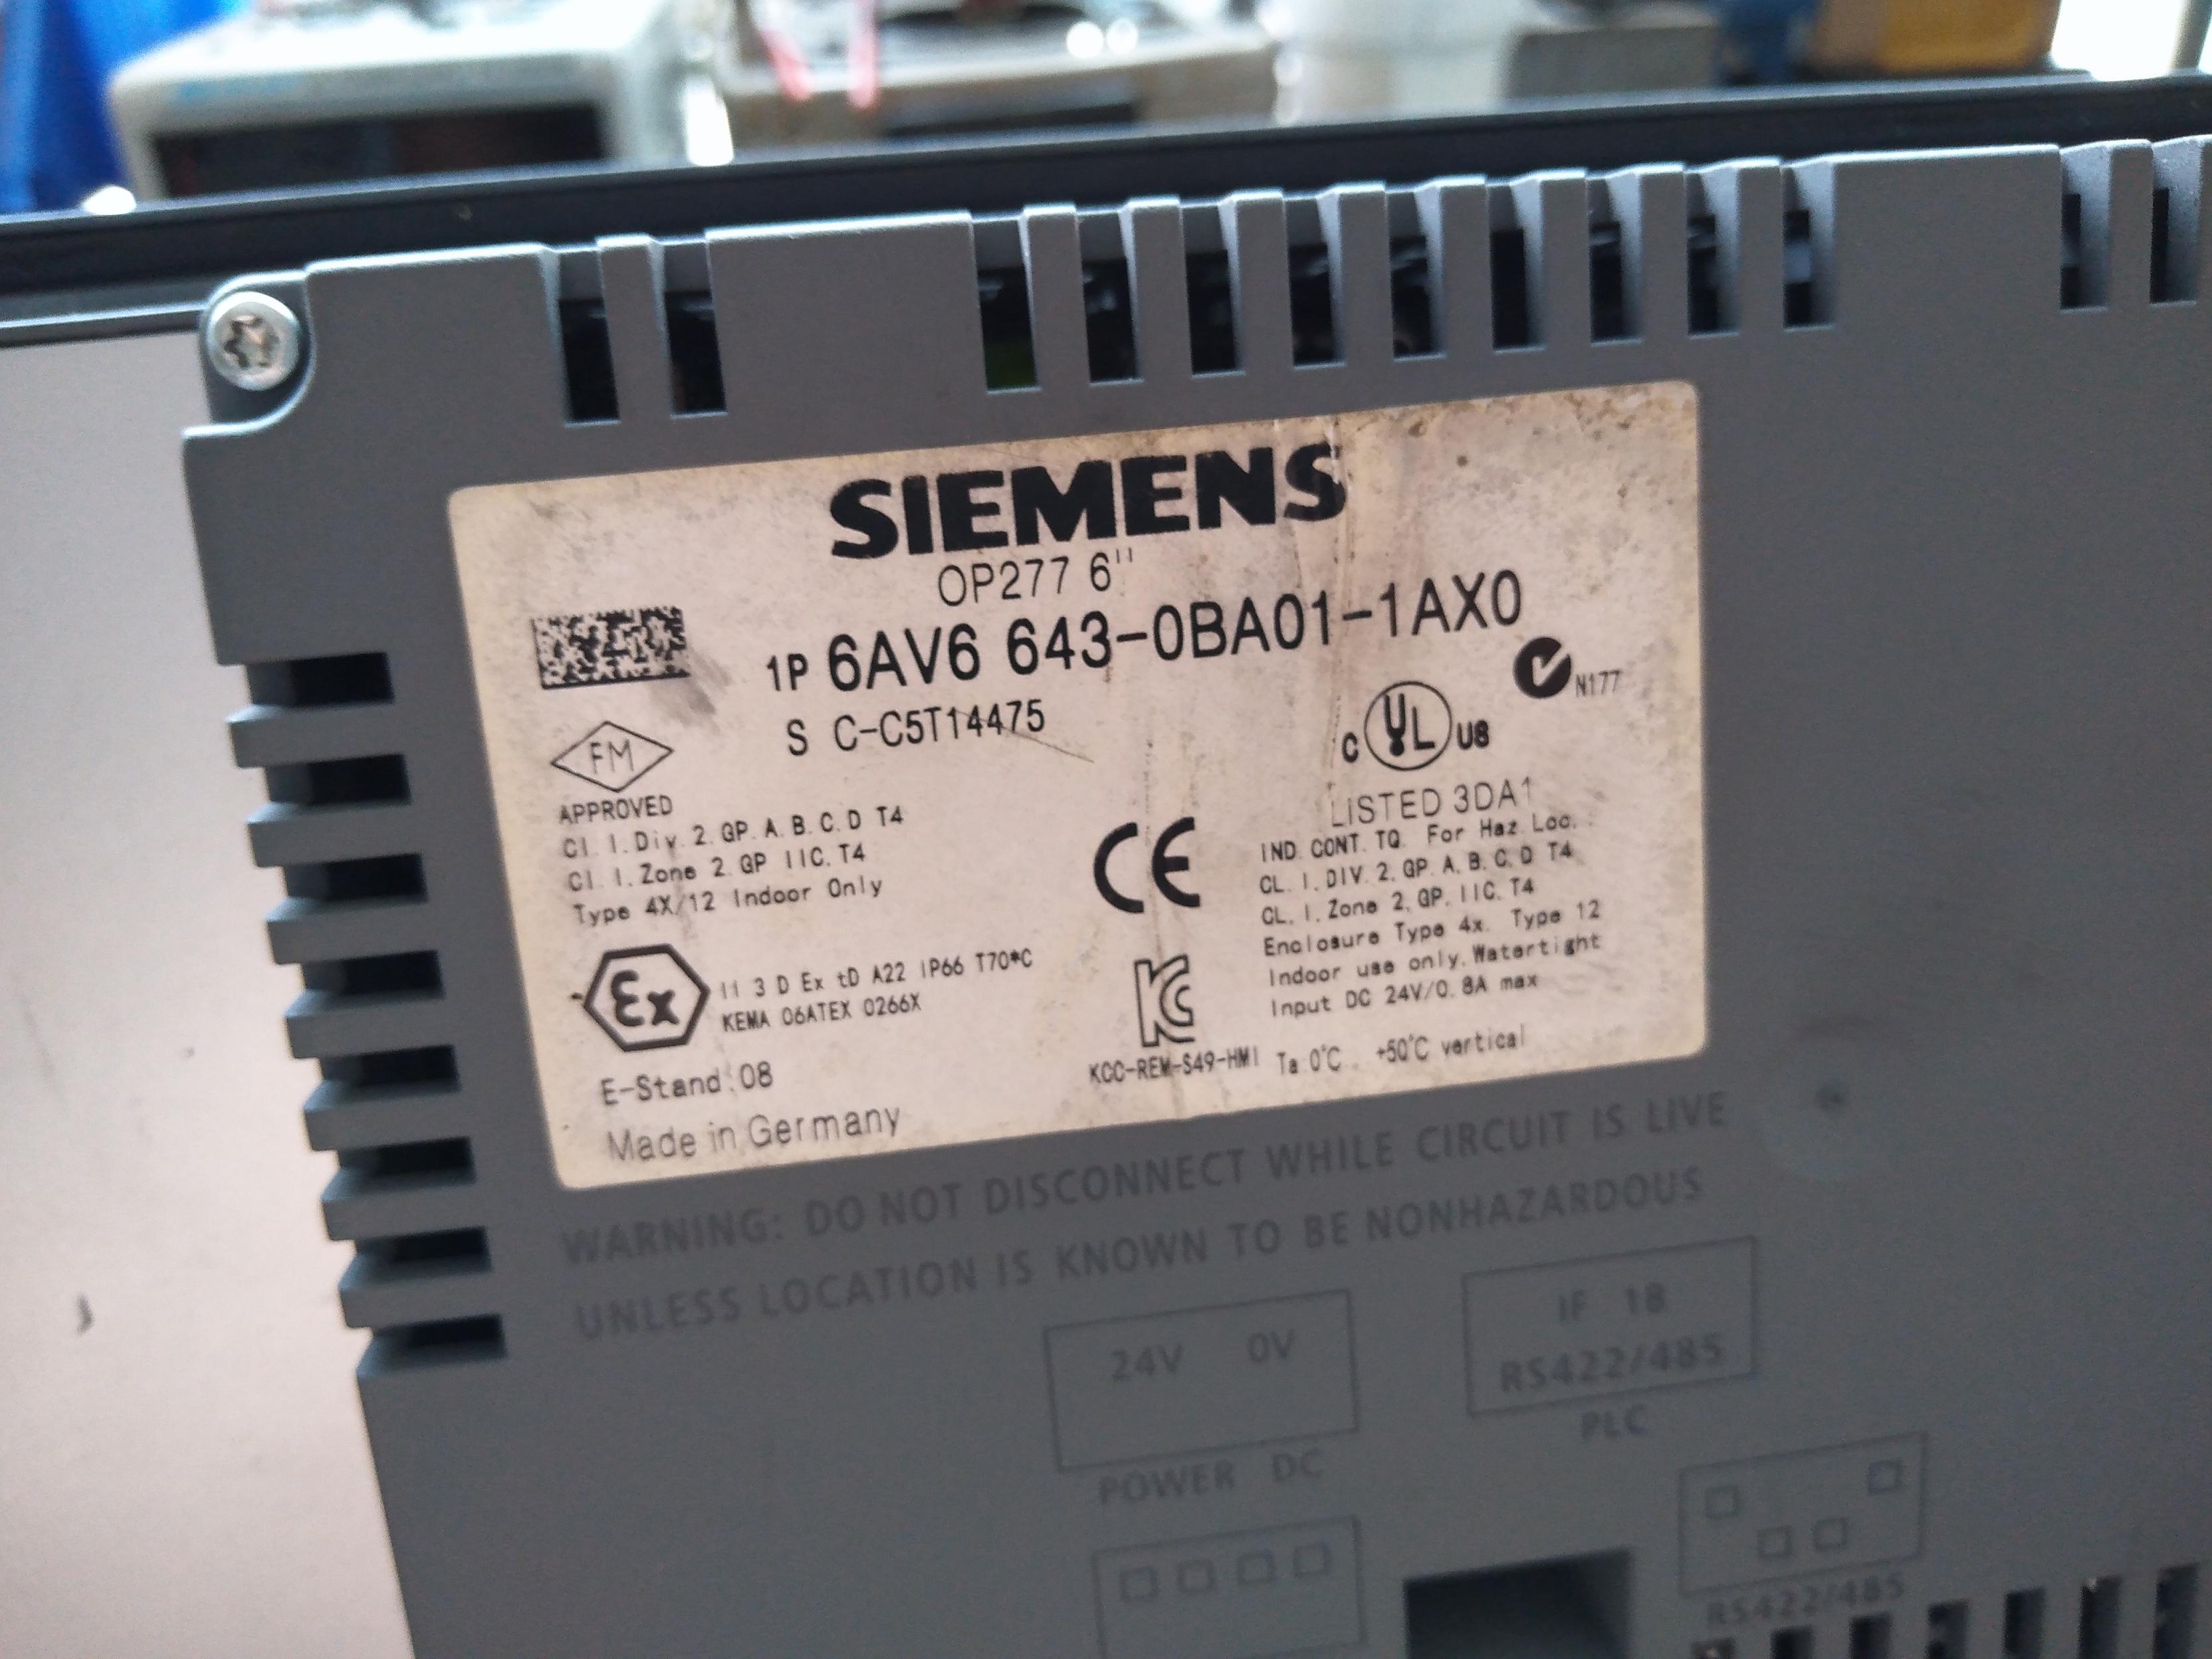 SIEMENS
OP277 6"
1P 6AV6 643-0BA01-1AX0
S C-C5T14475
N177
FM
APPROVED
Cl. I. Div. 2. GP. A. B. C. D T4
Cl. I. Zone 2. GP IIC. T4
Type 4X/12 Indoor Only
C UL US
LISTED 3DA1
IND. CONT. TQ. For Haz. Loc.
CL. I. DIV. 2, GP. A. B. C. D T4
CL. I. Zone 2, GP. IIC. T4
Enclosure Type 4x. Type 12
Indoor use only. Watertight
Input DC 24V/0. 8A max
CE
Ex
II 3 D Ex tD A22 IP66 T70*C
KEMA 06ATEX 0266X
KC
KCC-REM-S49-HMI
Ta 0°C .. +50°C vertical
E-Stand: 08
Made in Germany
WARNING: DO NOT DISCONNECT WHILE CIRCUIT IS LIVE
UNLESS LOCATION IS KNOWN TO BE NONHAZARDOUS
24V 0V
POWER DC
IF 1B
RS422/485
PLC
RS422/485